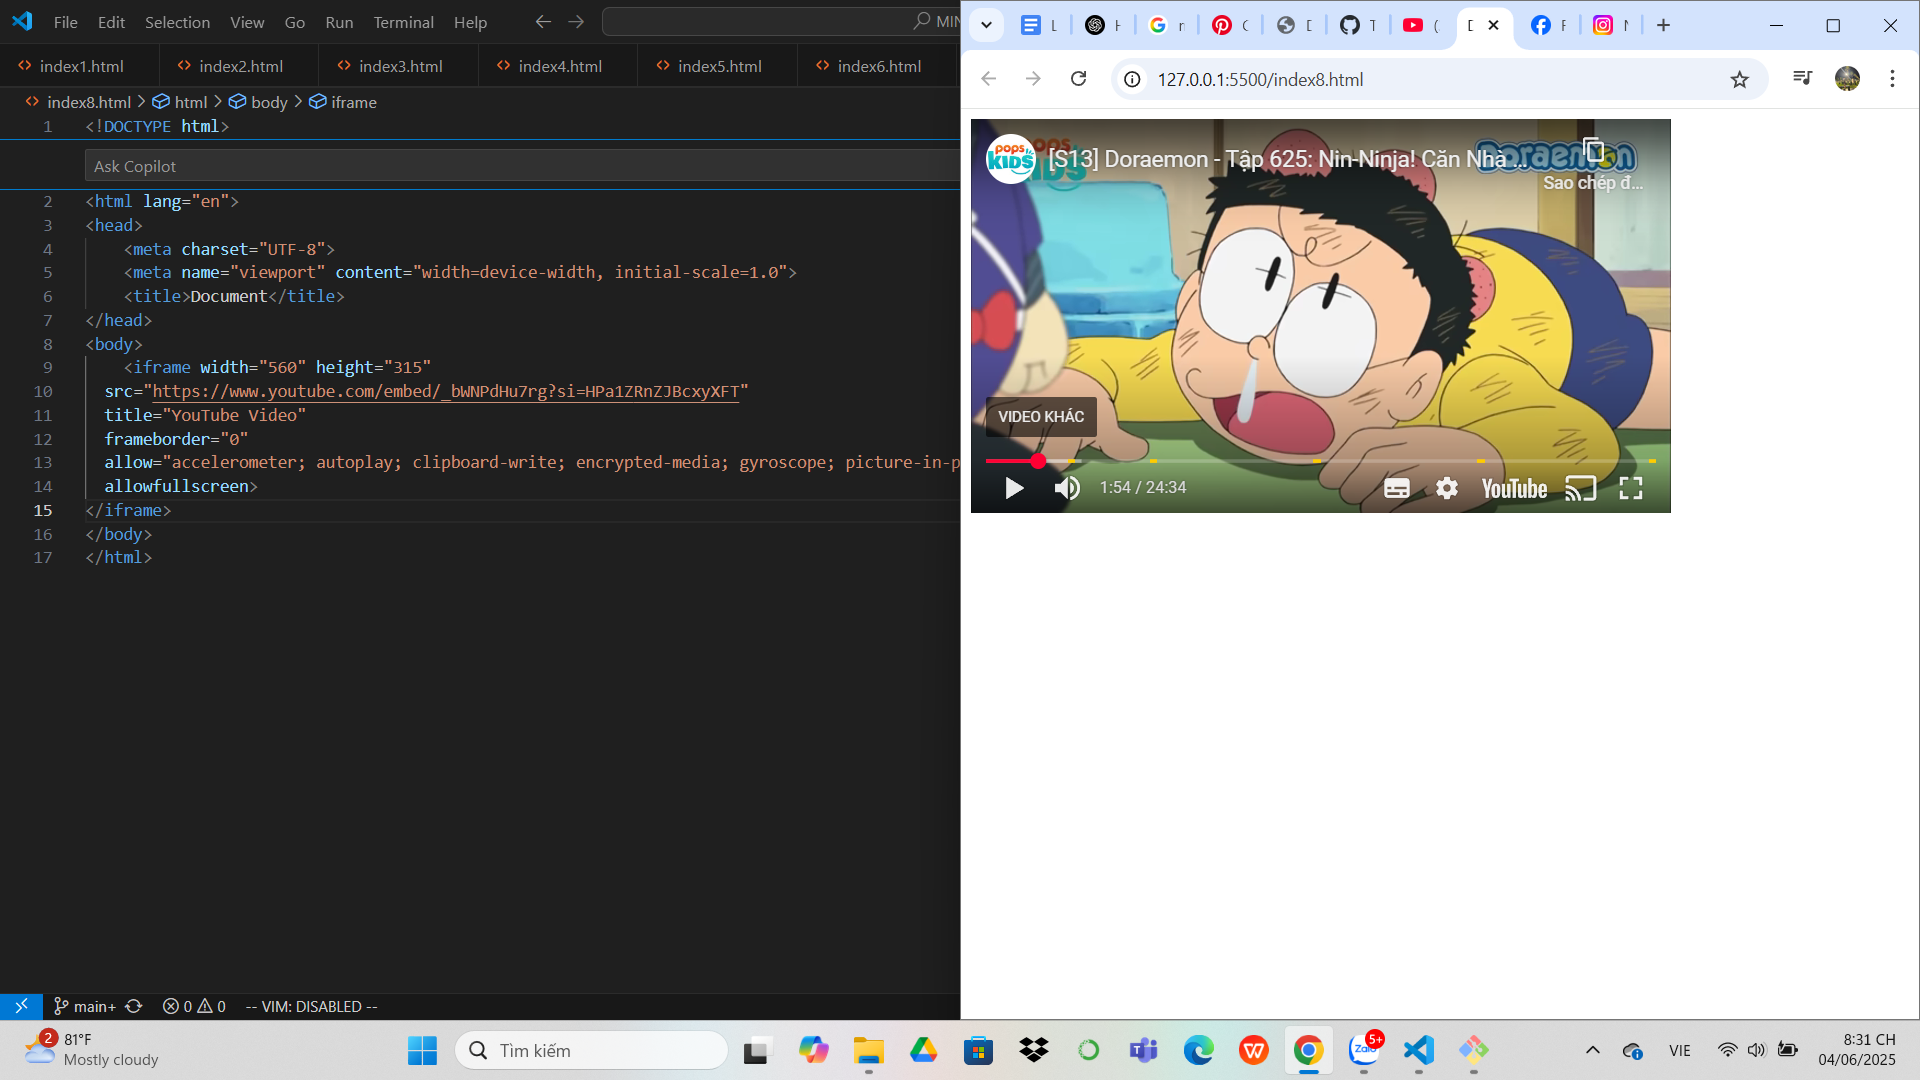 File Edit Selection View Go Run Terminal Help
index1.html index2.html index3.html index4.html index5.html index6.html
index8.html > html > body > iframe
1 <!DOCTYPE html>
Ask Copilot
2 <html lang="en">
3 <head>
4 <meta charset="UTF-8">
5 <meta name="viewport" content="width=device-width, initial-scale=1.0">
6 <title>Document</title>
7 </head>
8 <body>
9 <iframe width="560" height="315"
10 src="https://www.youtube.com/embed/_bWNPdHu7rg?si=HPa1ZRnZJBcxyXFT"
11 title="YouTube Video"
12 frameborder="0"
13 allow="accelerometer; autoplay; clipboard-write; encrypted-media; gyroscope; picture-in-p
14 allowfullscreen>
15 </iframe>
16 </body>
17 </html>
main+ 0 0 -- VIM: DISABLED --
127.0.0.1:5500/index8.html
POPS KIDS
[S13] Doraemon - Tập 625: Nin-Ninja! Căn Nhà ...
Doraemon
Sao chép đ...
VIDEO KHÁC
1:54 / 24:34
YouTube
2
81°F
Mostly cloudy
Tìm kiếm
Zalo
5+
VIE
8:31 CH
04/06/2025